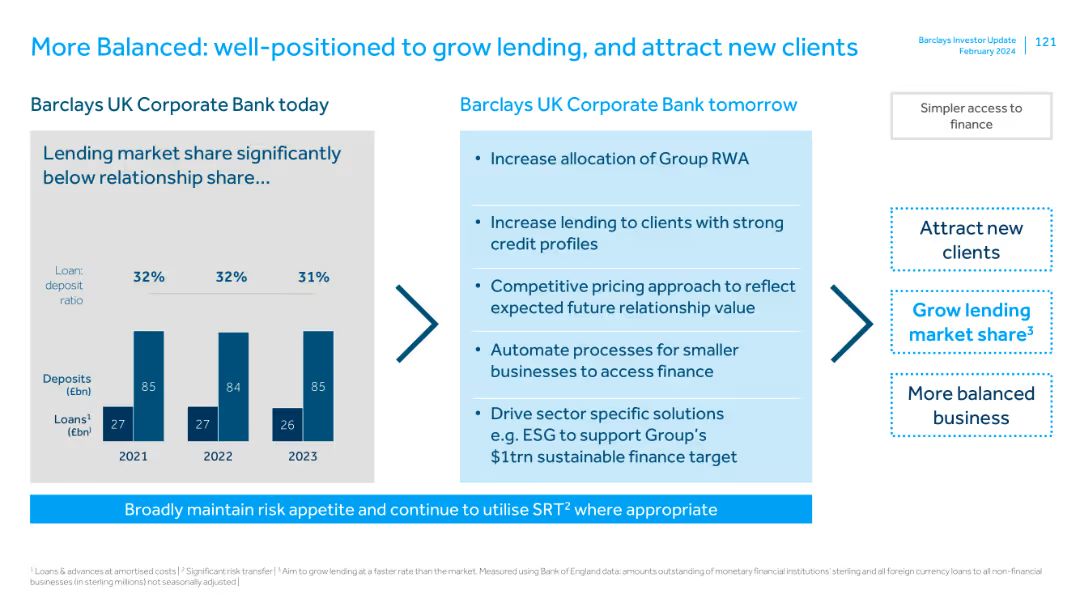 More Balanced: well-positioned to grow lending, and attract new clients
Barclays Investor Update
February 2024
121
Barclays UK Corporate Bank today
Lending market share significantly
below relationship share...
Loan:
deposit
ratio
32% 32% 31%
Deposits
(£bn)
85 84 85
Loans¹
(£bn)
27 27 26
2021 2022 2023
Barclays UK Corporate Bank tomorrow
• Increase allocation of Group RWA
• Increase lending to clients with strong
credit profiles
• Competitive pricing approach to reflect
expected future relationship value
• Automate processes for smaller
businesses to access finance
• Drive sector specific solutions
e.g. ESG to support Group's
$1trn sustainable finance target
Simpler access to
finance
Attract new
clients
Grow lending
market share³
More balanced
business
Broadly maintain risk appetite and continue to utilise SRT² where appropriate
¹ Loans & advances at amortised costs | ² Significant risk transfer | ³ Aim to grow lending at a faster rate than the market. Measured using Bank of England data: amounts outstanding of monetary financial institutions' sterling and all foreign currency loans to all non-financial
businesses (in sterling millions) not seasonally adjusted |